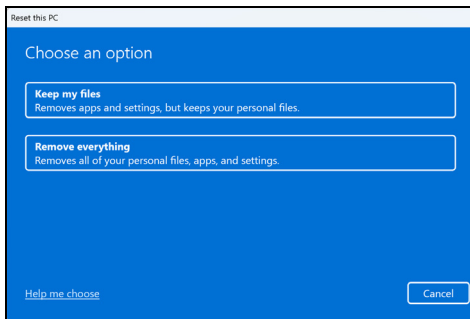 Reset this PC
Choose an option
Keep my files
Removes apps and settings, but keeps your personal files.
Remove everything
Removes all of your personal files, apps, and settings.
Help me choose
Cancel